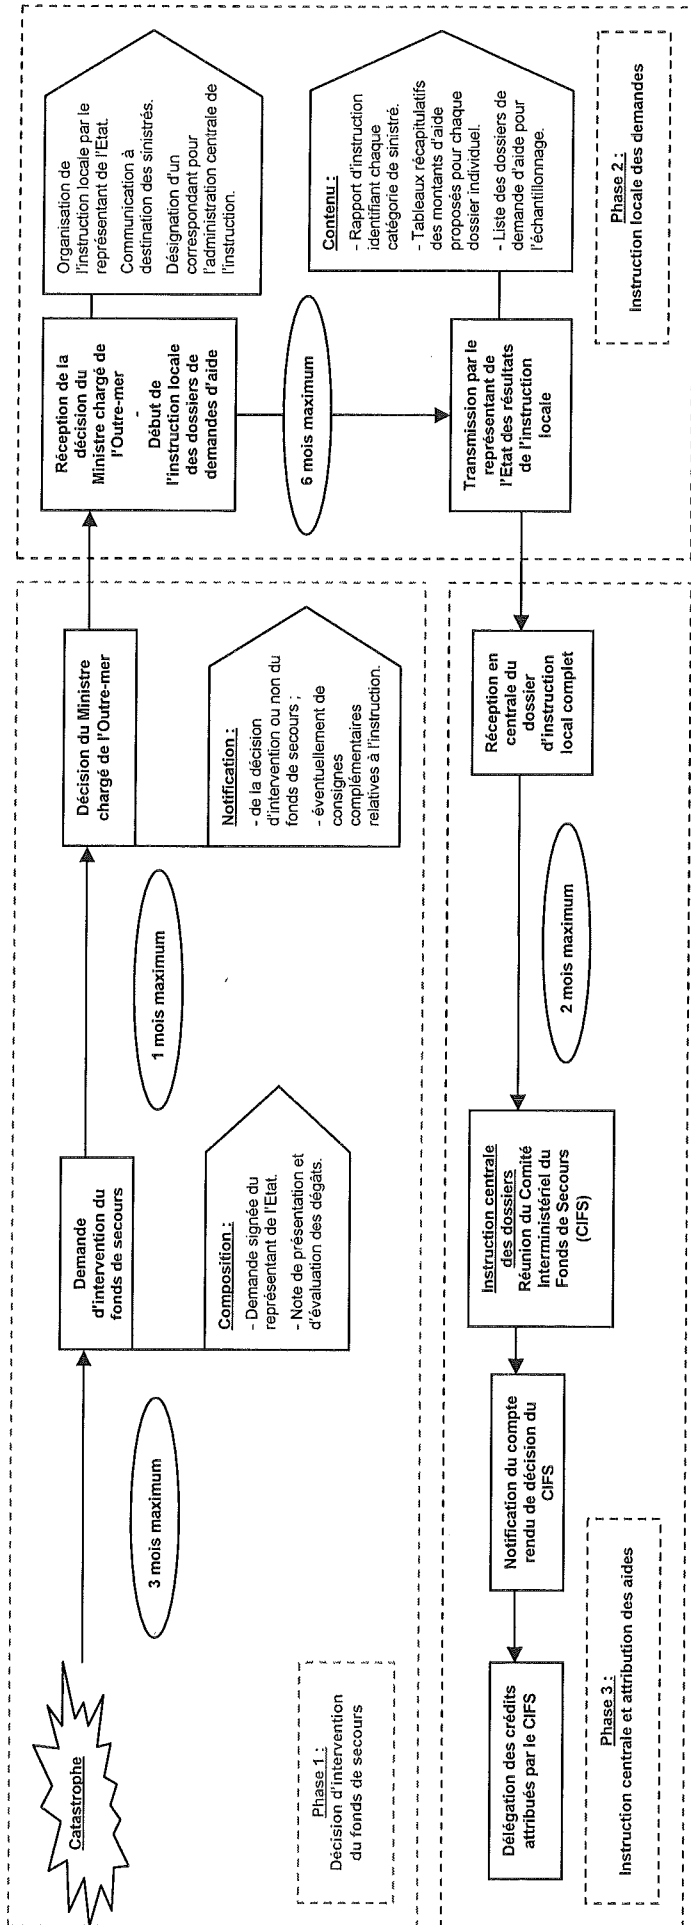 Catastrophe
3 mois maximum
Demande
d'intervention du
fonds de secours
Composition :
- Demande signée du
représentant de l'Etat.
- Note de présentation et
d'évaluation des dégâts.
1 mois maximum
Décision du Ministre
chargé de l'Outre-mer
Notification :
- de la décision
d'intervention ou non du
fonds de secours ;
- éventuellement de
consignes
complémentaires
relatives à l'instruction.
Phase 1 :
Décision d'intervention
du fonds de secours
Réception de la
décision du
Ministre chargé de
l'Outre-mer
-
Début de
l'instruction locale
des dossiers de
demandes d'aide
Organisation de
l'instruction locale par le
représentant de l'Etat.
Communication à
destination des sinistrés.
Désignation d'un
correspondant pour
l'administration centrale de
l'instruction.
6 mois maximum
Transmission par le
représentant de
l'Etat des résultats
de l'instruction
locale
Contenu :
- Rapport d'instruction
identifiant chaque
catégorie de sinistré.
- Tableaux récapitulatifs
des montants d'aide
proposés pour chaque
dossier individuel.
- Liste des dossiers de
demande d'aide pour
l'échantillonnage.
Phase 2 :
Instruction locale des demandes
Réception en
centrale du
dossier
d'instruction
local complet
2 mois maximum
Instruction centrale
des dossiers
Réunion du Comité
Interministériel du
Fonds de Secours
(CIFS)
Notification du compte
rendu de décision du
CIFS
Délégation des crédits
attribués par le CIFS
Phase 3 :
Instruction centrale et attribution des aides